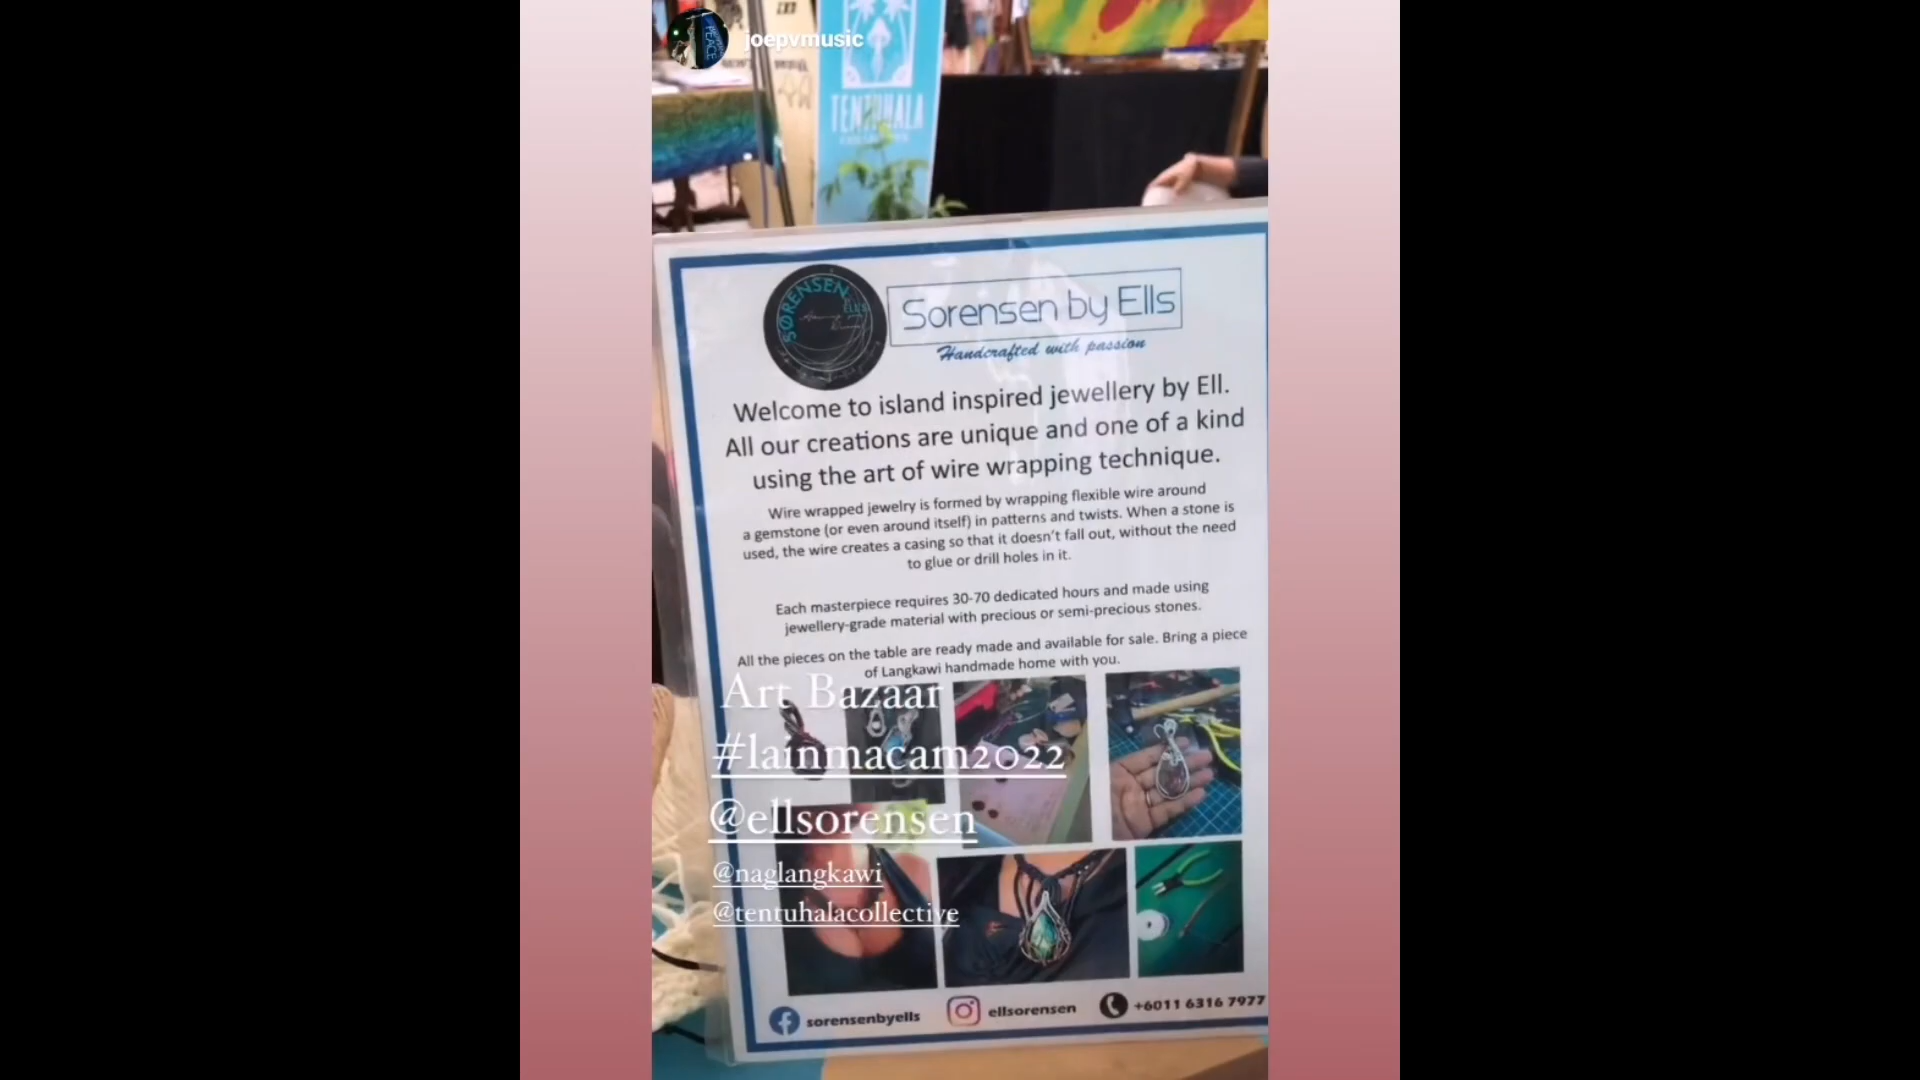 joepvmusic
TENTUHALA
SØRENSEN
Sorensen by Ells
Handcrafted with passion
Welcome to island inspired jewellery by Ell.
All our creations are unique and one of a kind
using the art of wire wrapping technique.
Wire wrapped jewelry is formed by wrapping flexible wire around
a gemstone (or even around itself) in patterns and twists. When a stone is
used, the wire creates a casing so that it doesn't fall out, without the need
to glue or drill holes in it.
Each masterpiece requires 30-70 dedicated hours and made using
jewellery-grade material with precious or semi-precious stones.
All the pieces on the table are ready made and available for sale. Bring a piece
of Langkawi handmade home with you.
Art Bazaar
#lainmacam2022
@ellsorensen
@naglangkawi
@tentuhalacollective
sorensenbyells
ellsorensen
+6011 6316 7977